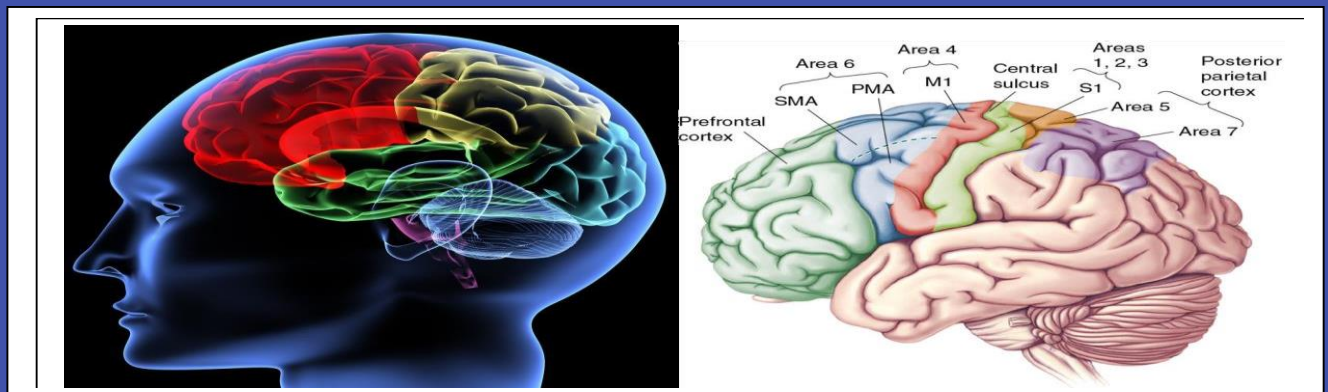 Area 6
SMA
PMA
Area 4
M1
Central
sulcus
Areas
1, 2, 3
S1
Area 5
Posterior
parietal
cortex
Area 7
Prefrontal
cortex